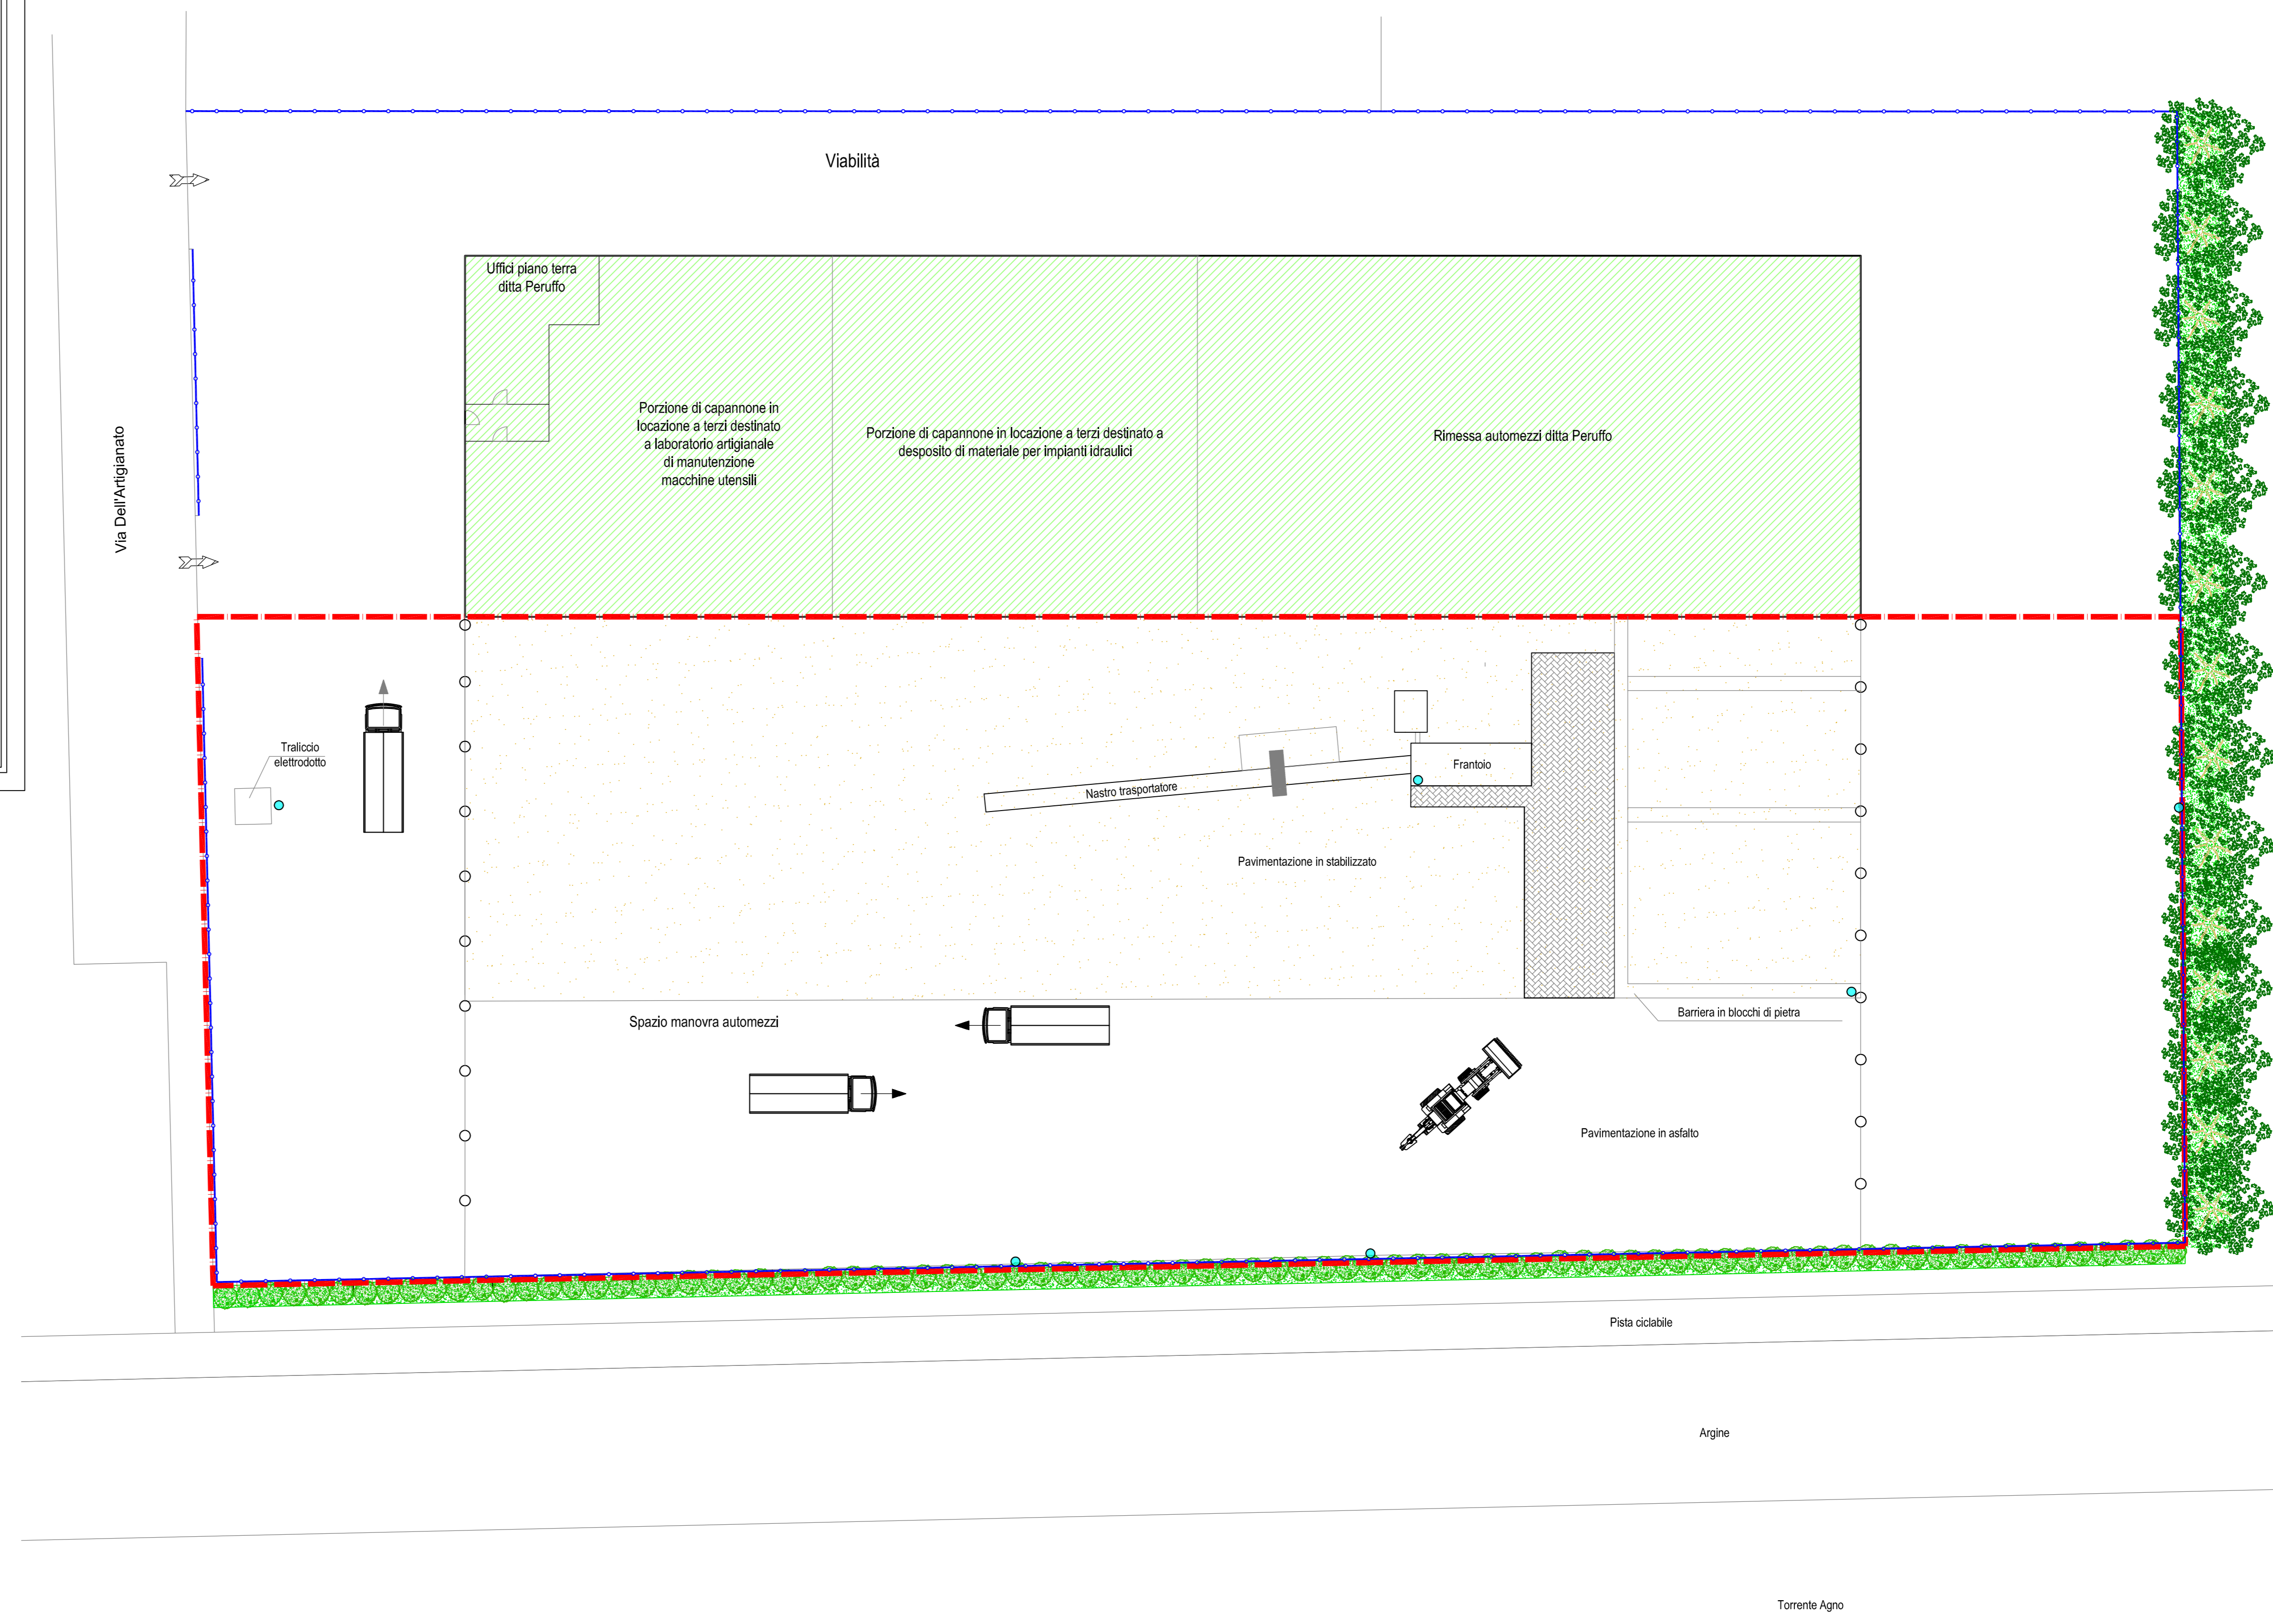 Viabilità
Uffici piano terra
ditta Peruffo
Porzione di capannone in
locazione a terzi destinato
a laboratorio artigianale
di manutenzione
macchine utensili
Porzione di capannone in locazione a terzi destinato a
desposito di materiale per impianti idraulici
Rimessa automezzi ditta Peruffo
Via Dell'Artigianato
Traliccio
elettrodotto
Frantoio
Nastro trasportatore
Pavimentazione in stabilizzato
Barriera in blocchi di pietra
Spazio manovra automezzi
Pavimentazione in asfalto
Pista ciclabile
Argine
Torrente Agno